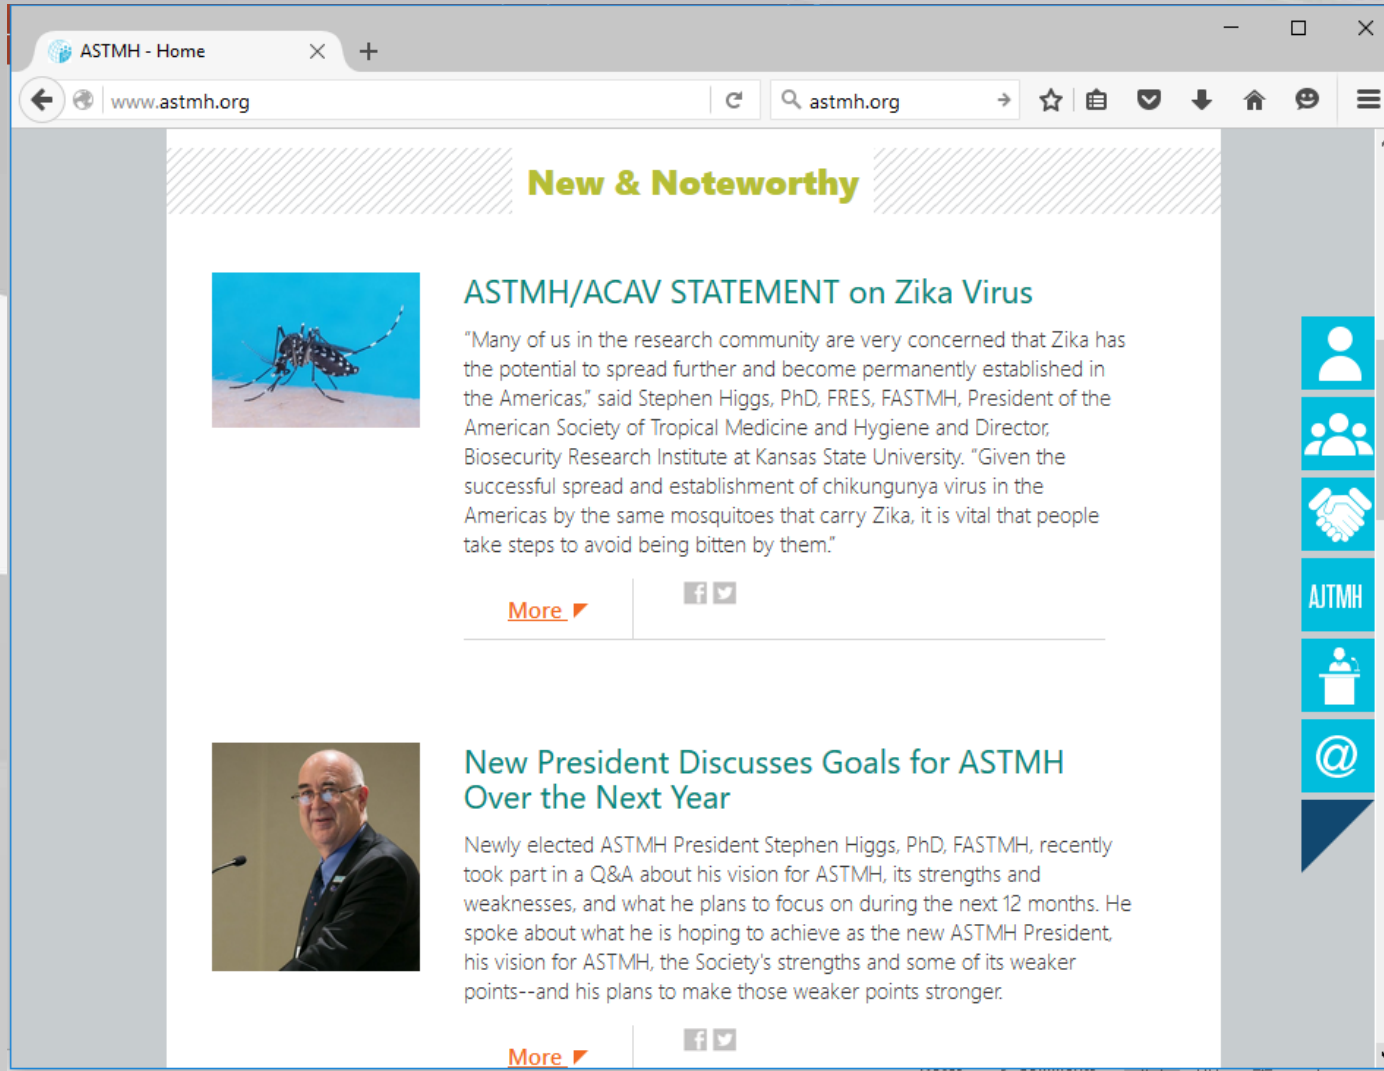 ASTMH - Home
www.astmh.org
astmh.org
New & Noteworthy
ASTMH/ACAV STATEMENT on Zika Virus
“Many of us in the research community are very concerned that Zika has
the potential to spread further and become permanently established in
the Americas,” said Stephen Higgs, PhD, FRES, FASTMH, President of the
American Society of Tropical Medicine and Hygiene and Director,
Biosecurity Research Institute at Kansas State University. “Given the
successful spread and establishment of chikungunya virus in the
Americas by the same mosquitoes that carry Zika, it is vital that people
take steps to avoid being bitten by them.”
More
AJTMH
@
New President Discusses Goals for ASTMH
Over the Next Year
Newly elected ASTMH President Stephen Higgs, PhD, FASTMH, recently
took part in a Q&A about his vision for ASTMH, its strengths and
weaknesses, and what he plans to focus on during the next 12 months. He
spoke about what he is hoping to achieve as the new ASTMH President,
his vision for ASTMH, the Society's strengths and some of its weaker
points--and his plans to make those weaker points stronger.
More